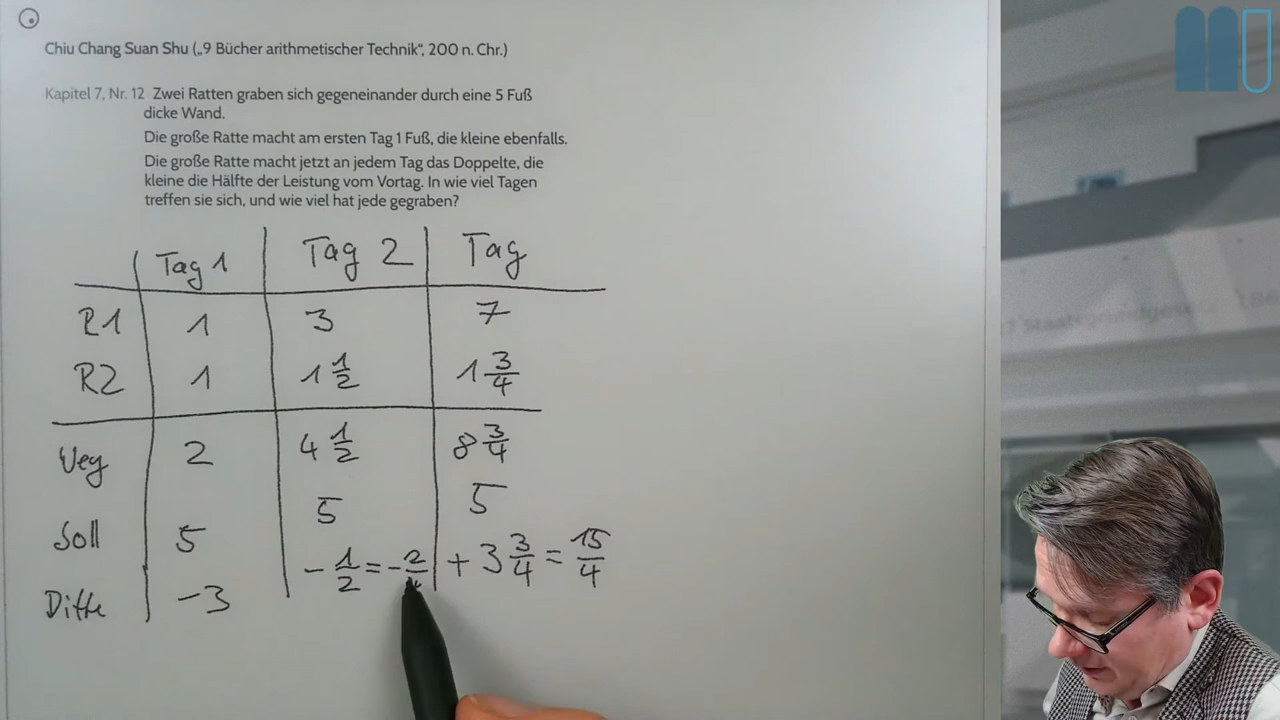 Chiu Chang Suan Shu („9 Bücher arithmetischer Technik“, 200 n. Chr.)
Kapitel 7, Nr. 12 Zwei Ratten graben sich gegeneinander durch eine 5 Fuß
dicke Wand.
Die große Ratte macht am ersten Tag 1 Fuß, die kleine ebenfalls.
Die große Ratte macht jetzt an jedem Tag das Doppelte, die
kleine die Hälfte der Leistung vom Vortag. In wie viel Tagen
treffen sie sich, und wie viel hat jede gegraben?
Tag 1 Tag 2 Tag
R1 1 3 7
R2 1 1 1/2 1 3/4
Weg 2 4 1/2 8 3/4
Soll 5 5 5
Diffe -3 -1/2 = -2/ +3 3/4 = 15/4